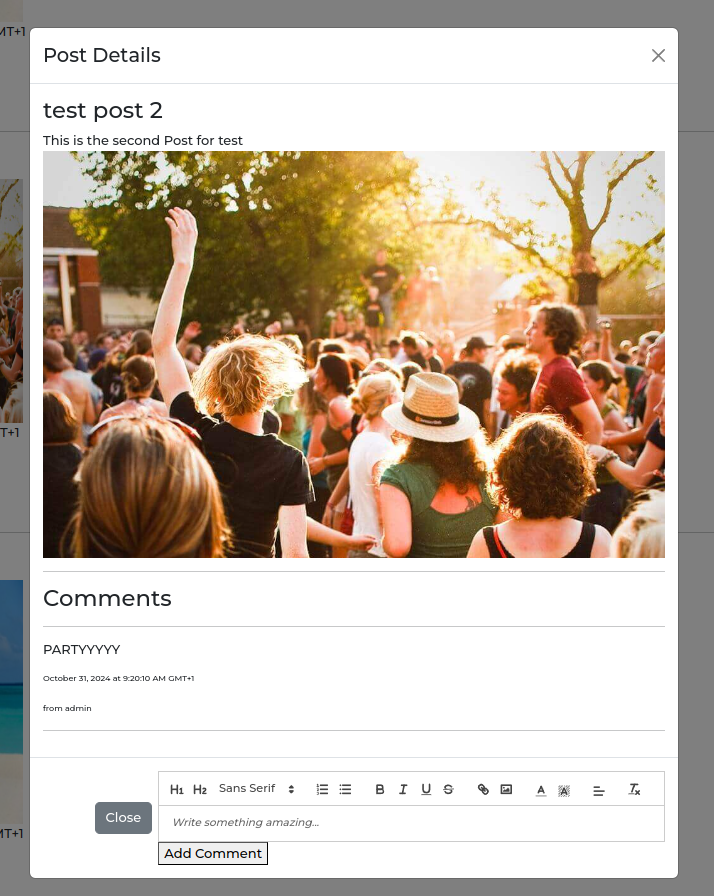 MT+1
Post Details
test post 2
This is the second Post for test
T+1
Comments
PARTYYYYY
October 31, 2024 at 9:20:10 AM GMT+1
from admin
H1 H2 Sans Serif B I U S A A Tx
Close
Write something amazing...
MT+1
Add Comment